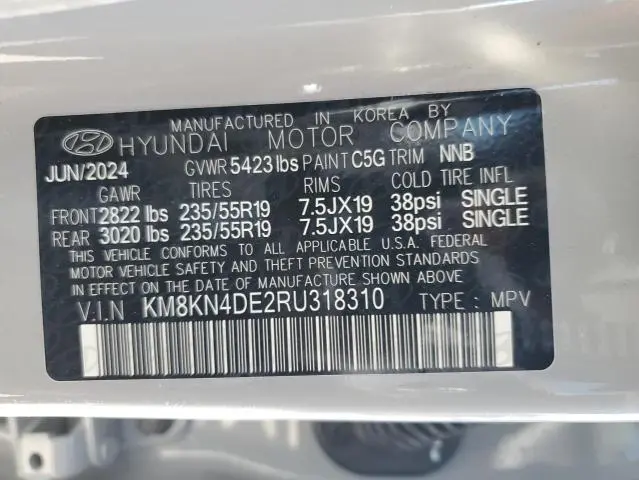 MANUFACTURED IN KOREA BY
HYUNDAI MOTOR COMPANY
JUN/2024 GVWR 5423 lbs PAINT C5G TRIM NNB
GAWR TIRES RIMS COLD TIRE INFL
FRONT 2822 lbs 235/55R19 7.5JX19 38psi SINGLE
REAR 3020 lbs 235/55R19 7.5JX19 38psi SINGLE
THIS VEHICLE CONFORMS TO ALL APPLICABLE U.S.A. FEDERAL
MOTOR VEHICLE SAFETY AND THEFT PREVENTION STANDARDS
IN EFFECT ON THE DATE OF MANUFACTURE SHOWN ABOVE.
V.I.N KM8KN4DE2RU318310 TYPE : MPV